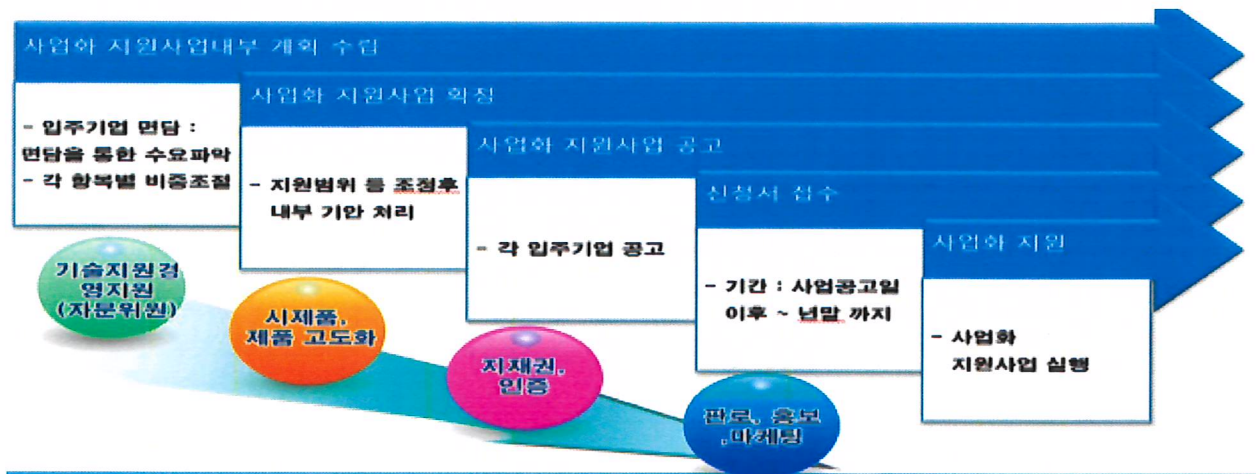 사업화 지원사업내부 계획 수립
- 입주기업 면담 :
면담을 통한 수요파악
- 각 항목별 비중조절
사업화 지원사업 확정
- 지원범위 등 조정후
내부 기안 처리
사업화 지원사업 공고
- 각 입주기업 공고
신청서 접수
- 기간 : 사업공고일
이후 ~ 년말 까지
사업화 지원
- 사업화
지원사업 실행
기술지원경
영지원
(자문위원)
시제품,
제품 고도화
지재권,
인증
판로, 홍보
,마케팅